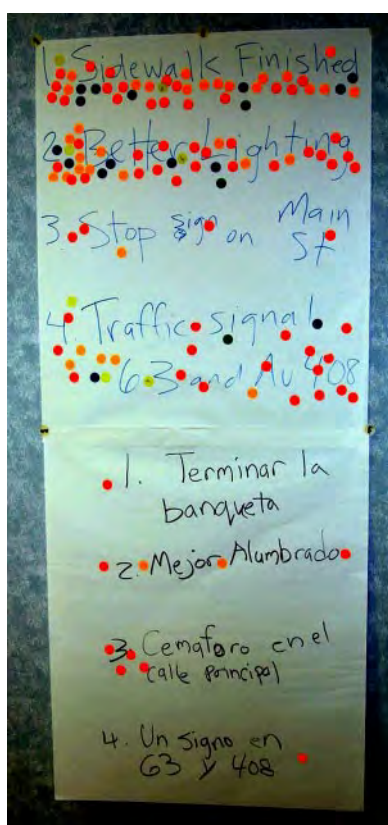 1. Sidewalk Finished
2. Better Lighting
3. Stop sign on Main St
4. Traffic signal
63 and Av 408
1. Terminar la
banqueta
2. Mejor Alumbrado
3. Cemaforo en el
calle principal
4. Un Signo en
63 y 408